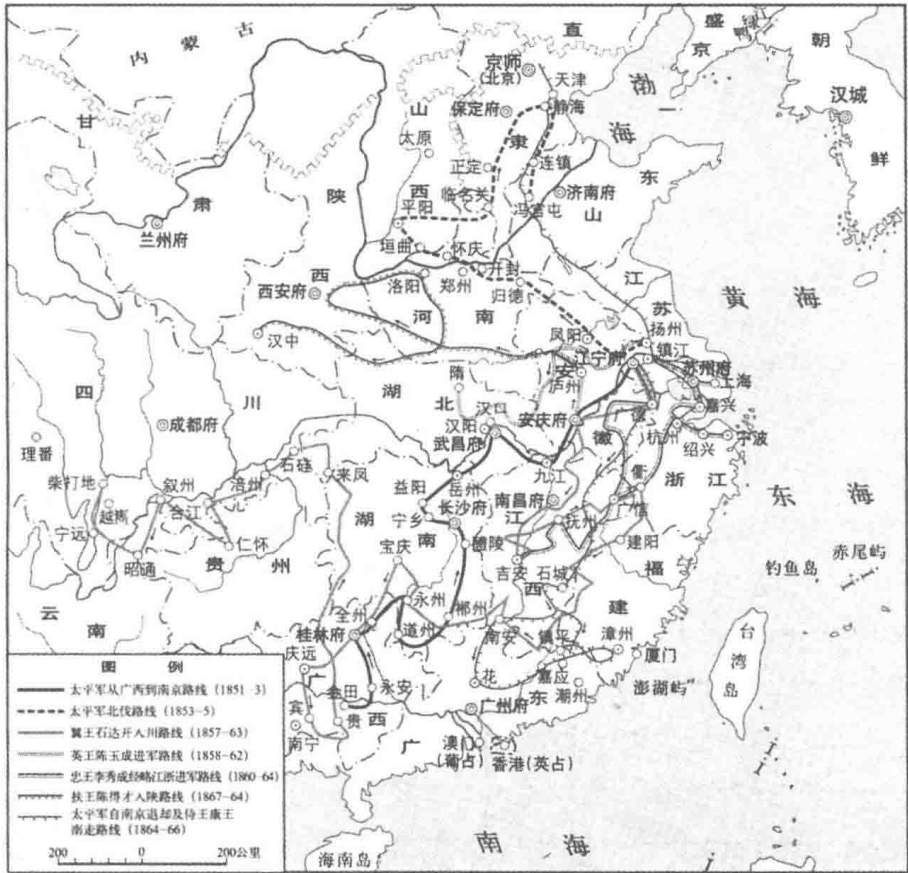 内蒙古
直
盛京
鸭绿江
朝鲜
汉城
京师
(北京)
天津
渤海
静海
保定府
隶
山西
太原
甘肃
陕西
正定
连镇
临名关
济南府
山东
冯官屯
平阳
兰州府
垣曲
怀庆
开封
洛阳
郑州
归德
西安府
河南
江苏
黄海
汉中
凤阳
扬州
镇江
江宁府
苏州府
上海
安徽
庐州
嘉兴
四川
湖北
隋
汉口
汉阳
武昌府
安庆府
广德
杭州
绍兴
宁波
成都府
理番
石砫
来凤
九江
浙江
衢
岳州
益阳
柴打地
叙州
涪州
长沙府
南昌府
东海
越嶲
合江
宁乡
江西
抚州
广信
宁远
仁怀
湖南
醴陵
建阳
赤尾屿
昭通
贵州
宝庆
吉安
石城
钓鱼岛
福建
云南
永州
全州
郴州
桂林府
道州
南安
镇平
漳州
厦门
台湾岛
庆远
花
嘉应
澎湖屿
广西
金田
永安
广州府
潮州
宾
贵
广东
南宁
澳门
(葡占)
香港(英占)
南海
海南岛
图例
太平军从广西到南京路线(1851-3)
太平军北伐路线(1853-5)
翼王石达开入川路线(1857-63)
英王陈玉成进军路线(1858-62)
忠王李秀成经略江浙进军路线(1860-64)
扶王陈得才入陕路线(1867-64)
太平军自南京退却及侍王康王
南走路线(1864-66)
200 0 200公里